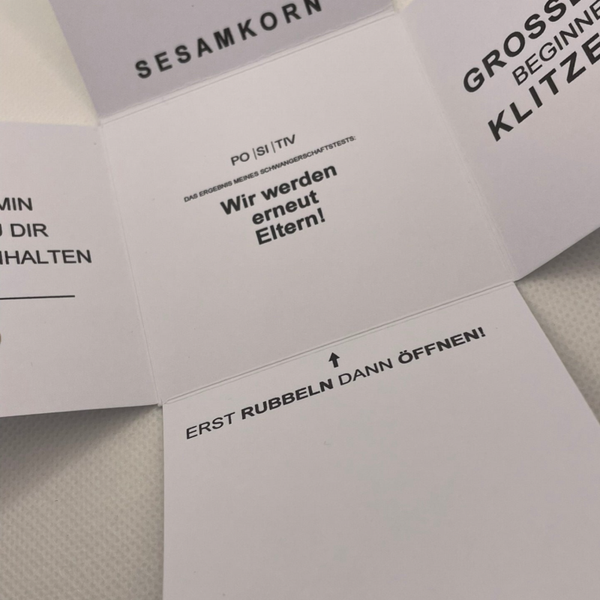 SESAMKORN
GROSSE
BEGINNE
KLITZE
PO |SI |TIV
DAS ERGEBNIS MEINES SCHWANGERSCHAFTSTESTS:
Wir werden
erneut
Eltern!
MIN
DIR
HALTEN
ERST RUBBELN DANN ÖFFNEN!